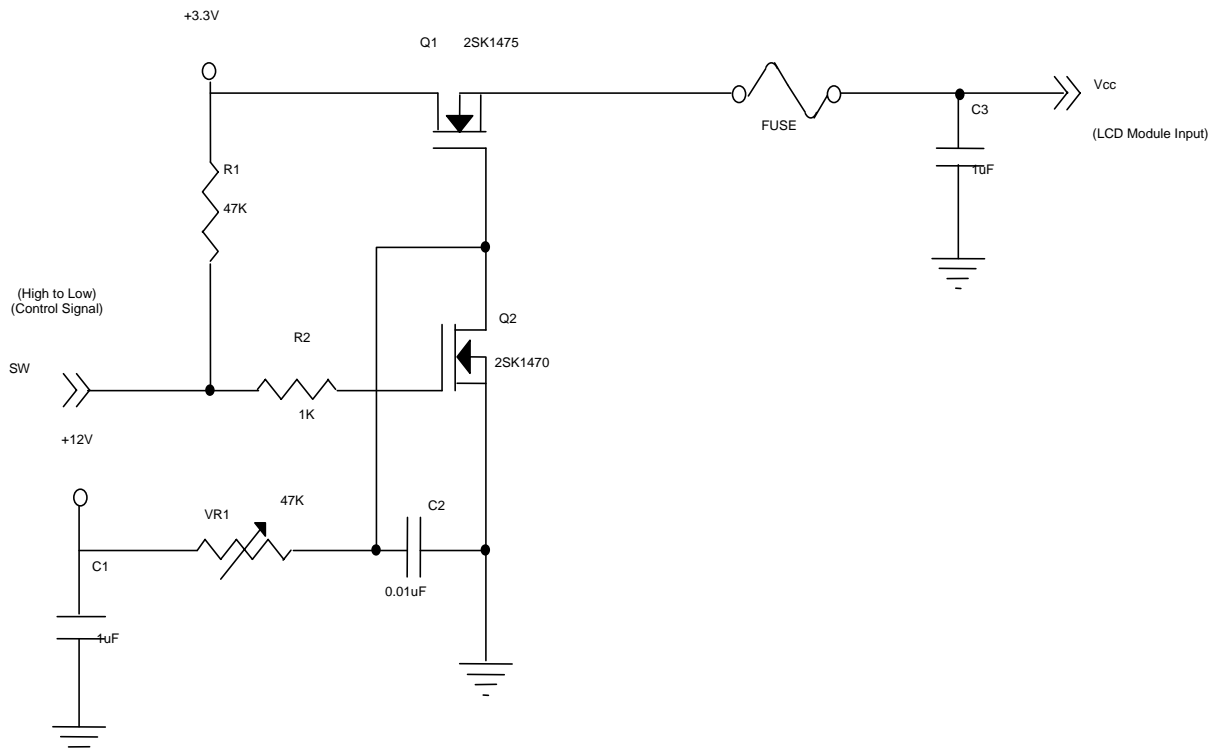 +3.3V
Q1 2SK1475
Vcc
C3
FUSE
(LCD Module Input)
R1
1uF
47K
(High to Low)
(Control Signal)
Q2
R2
2SK1470
SW
1K
+12V
47K
C2
VR1
C1
0.01uF
1uF